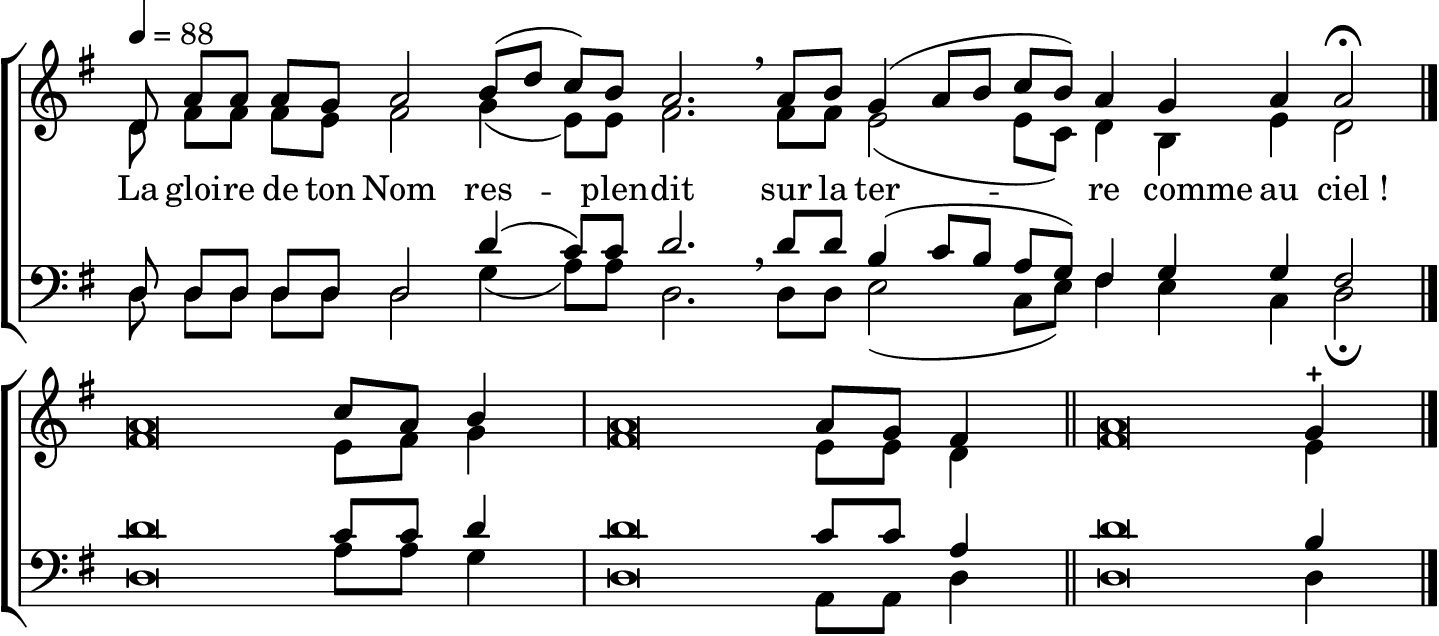 = 88
La gloire de ton Nom res -- plendit sur la ter -- re comme au ciel !